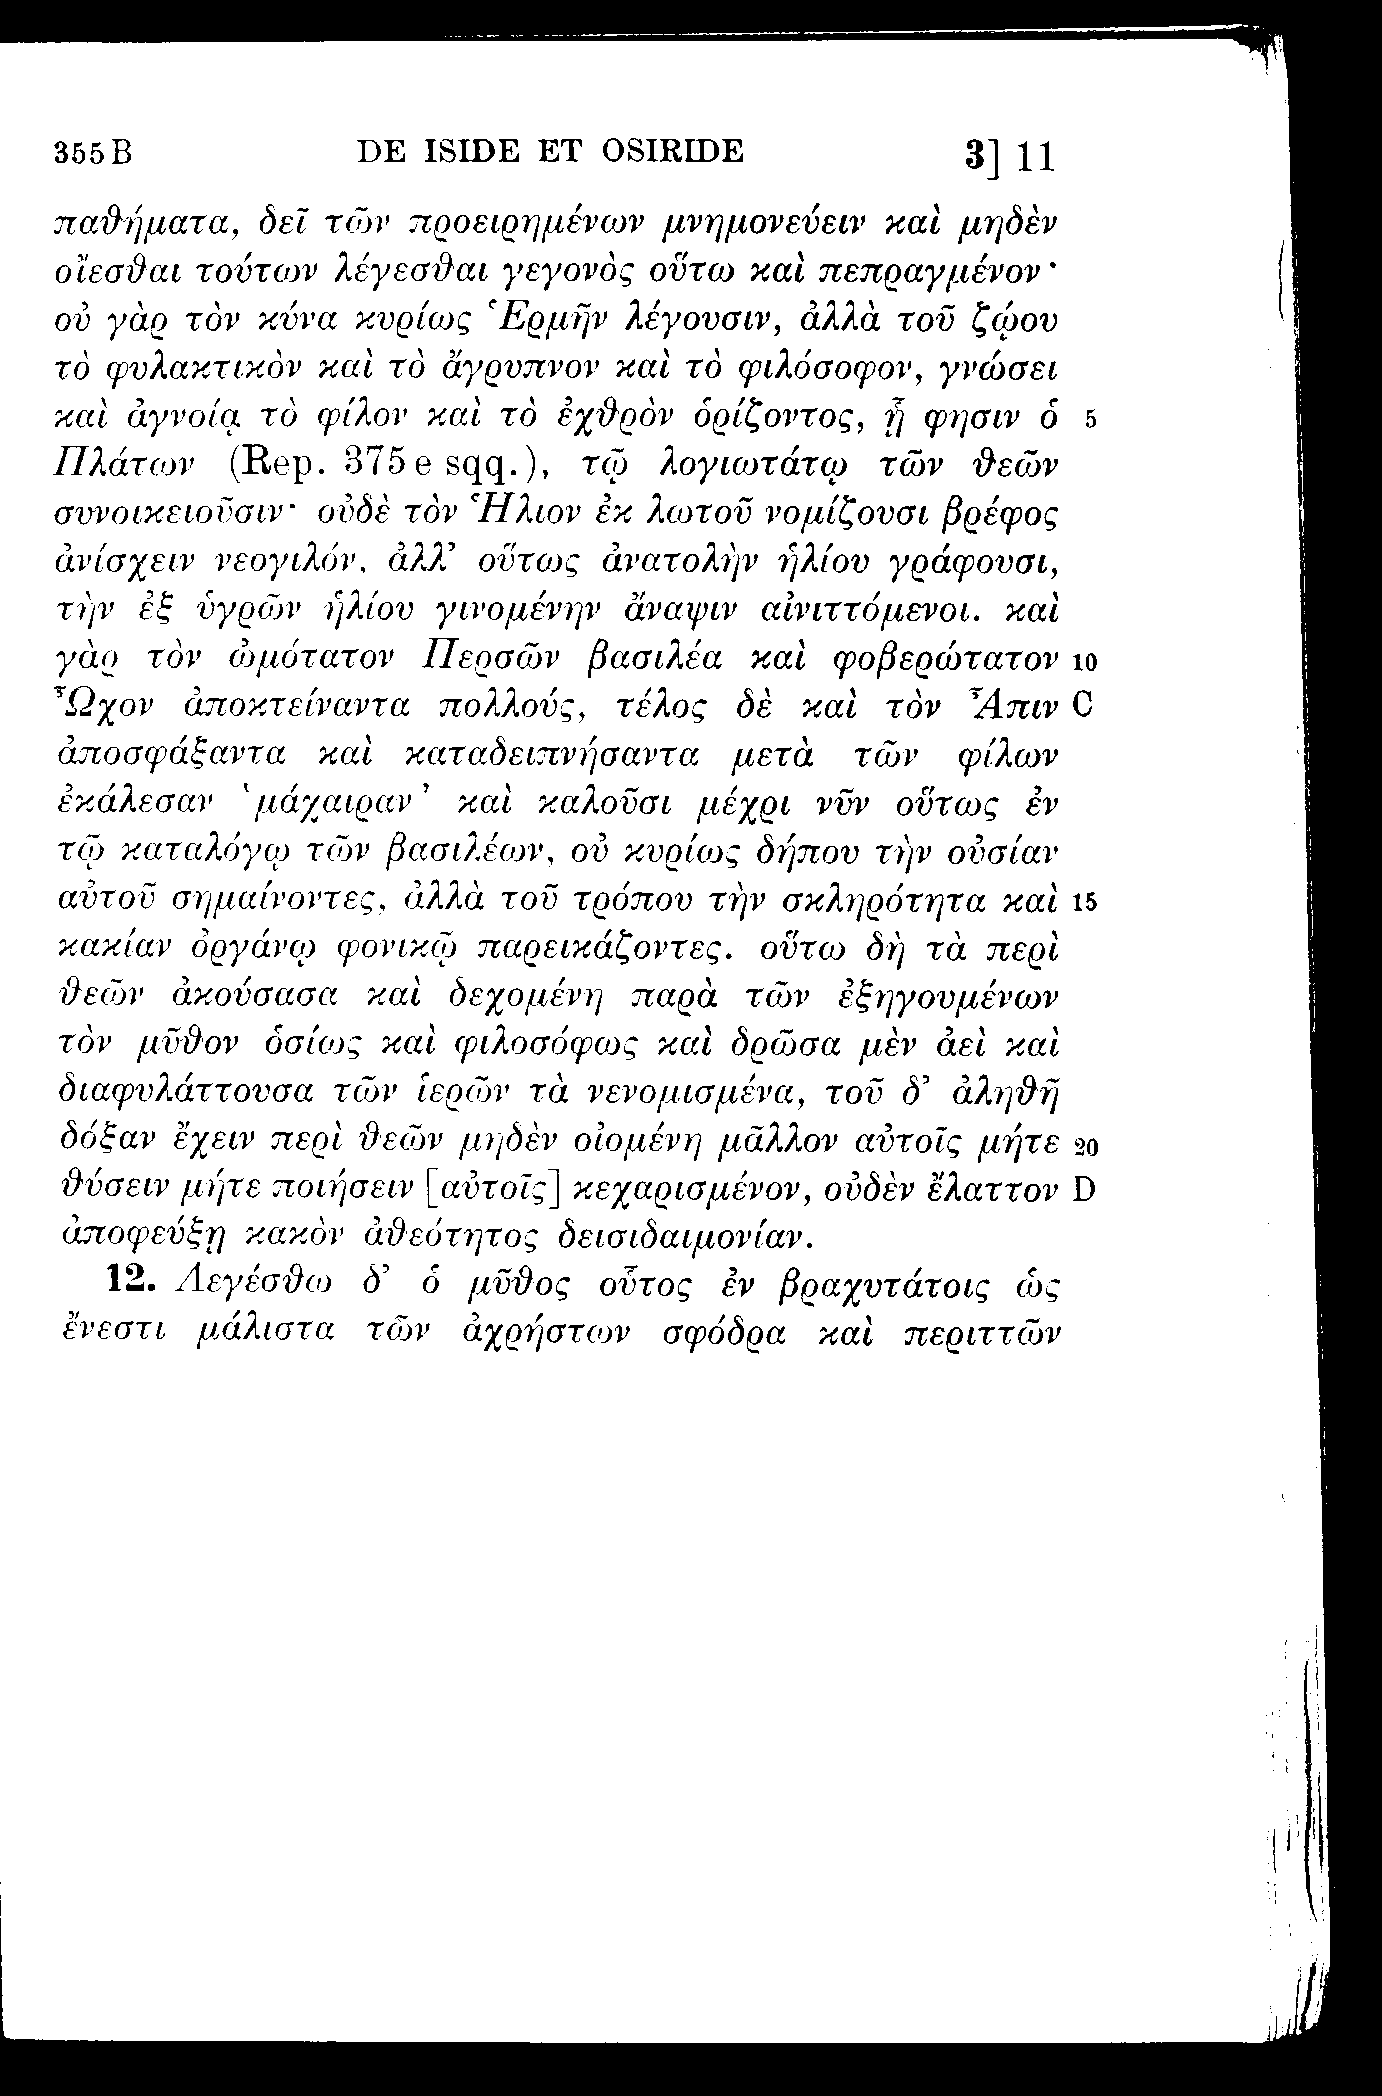 355 B DE ISIDE ET OSIRIDE 3] 11
παθήματα, δεῖ τῶν προειρημένων μνημονεύειν καὶ μηδὲν
οἴεσθαι τούτων λέγεσθαι γεγονὸς οὕτω καὶ πεπραγμένον·
οὐ γὰρ τὸν κύνα κυρίως Ἑρμῆν λέγουσιν, ἀλλὰ τοῦ ζῴου
τὸ φυλακτικὸν καὶ τὸ ἄγρυπνον καὶ τὸ φιλόσοφον, γνώσει
καὶ ἀγνοίᾳ τὸ φίλον καὶ τὸ ἐχθρὸν ὁρίζοντος, ᾗ φησιν ὁ 5
Πλάτων (Rep. 375 e sqq.), τῷ λογιωτάτῳ τῶν θεῶν
συνοικειοῦσιν· οὐδὲ τὸν Ἥλιον ἐκ λωτοῦ νομίζουσι βρέφος
ἀνίσχειν νεογιλόν, ἀλλ’ οὕτως ἀνατολὴν ἡλίου γράφουσι,
τὴν ἐξ ὑγρῶν ἡλίου γινομένην ἄναψιν αἰνιττόμενοι. καὶ
γὰρ τὸν ὠμότατον Περσῶν βασιλέα καὶ φοβερώτατον 10
Ὦχον ἀποκτείναντα πολλούς, τέλος δὲ καὶ τὸν Ἆπιν C
ἀποσφάξαντα καὶ καταδειπνήσαντα μετὰ τῶν φίλων
ἐκάλεσαν ‘μάχαιραν’ καὶ καλοῦσι μέχρι νῦν οὕτως ἐν
τῷ καταλόγῳ τῶν βασιλέων, οὐ κυρίως δήπου τὴν οὐσίαν
αὐτοῦ σημαίνοντες, ἀλλὰ τοῦ τρόπου τὴν σκληρότητα καὶ 15
κακίαν ὀργάνῳ φονικῷ παρεικάζοντες. οὕτω δὴ τὰ περὶ
θεῶν ἀκούσασα καὶ δεχομένη παρὰ τῶν ἐξηγουμένων
τὸν μῦθον ὁσίως καὶ φιλοσόφως καὶ δρῶσα μὲν ἀεὶ καὶ
διαφυλάττουσα τῶν ἱερῶν τὰ νενομισμένα, τοῦ δ’ ἀληθῆ
δόξαν ἔχειν περὶ θεῶν μηδὲν οἰομένη μᾶλλον αὐτοῖς μήτε 20
θύσειν μήτε ποιήσειν [αὐτοῖς] κεχαρισμένον, οὐδὲν ἔλαττον D
ἀποφεύξῃ κακὸν ἀθεότητος δεισιδαιμονίαν.
12. Λεγέσθω δ’ ὁ μῦθος οὗτος ἐν βραχυτάτοις ὡς
ἔνεστι μάλιστα τῶν ἀχρήστων σφόδρα καὶ περιττῶν